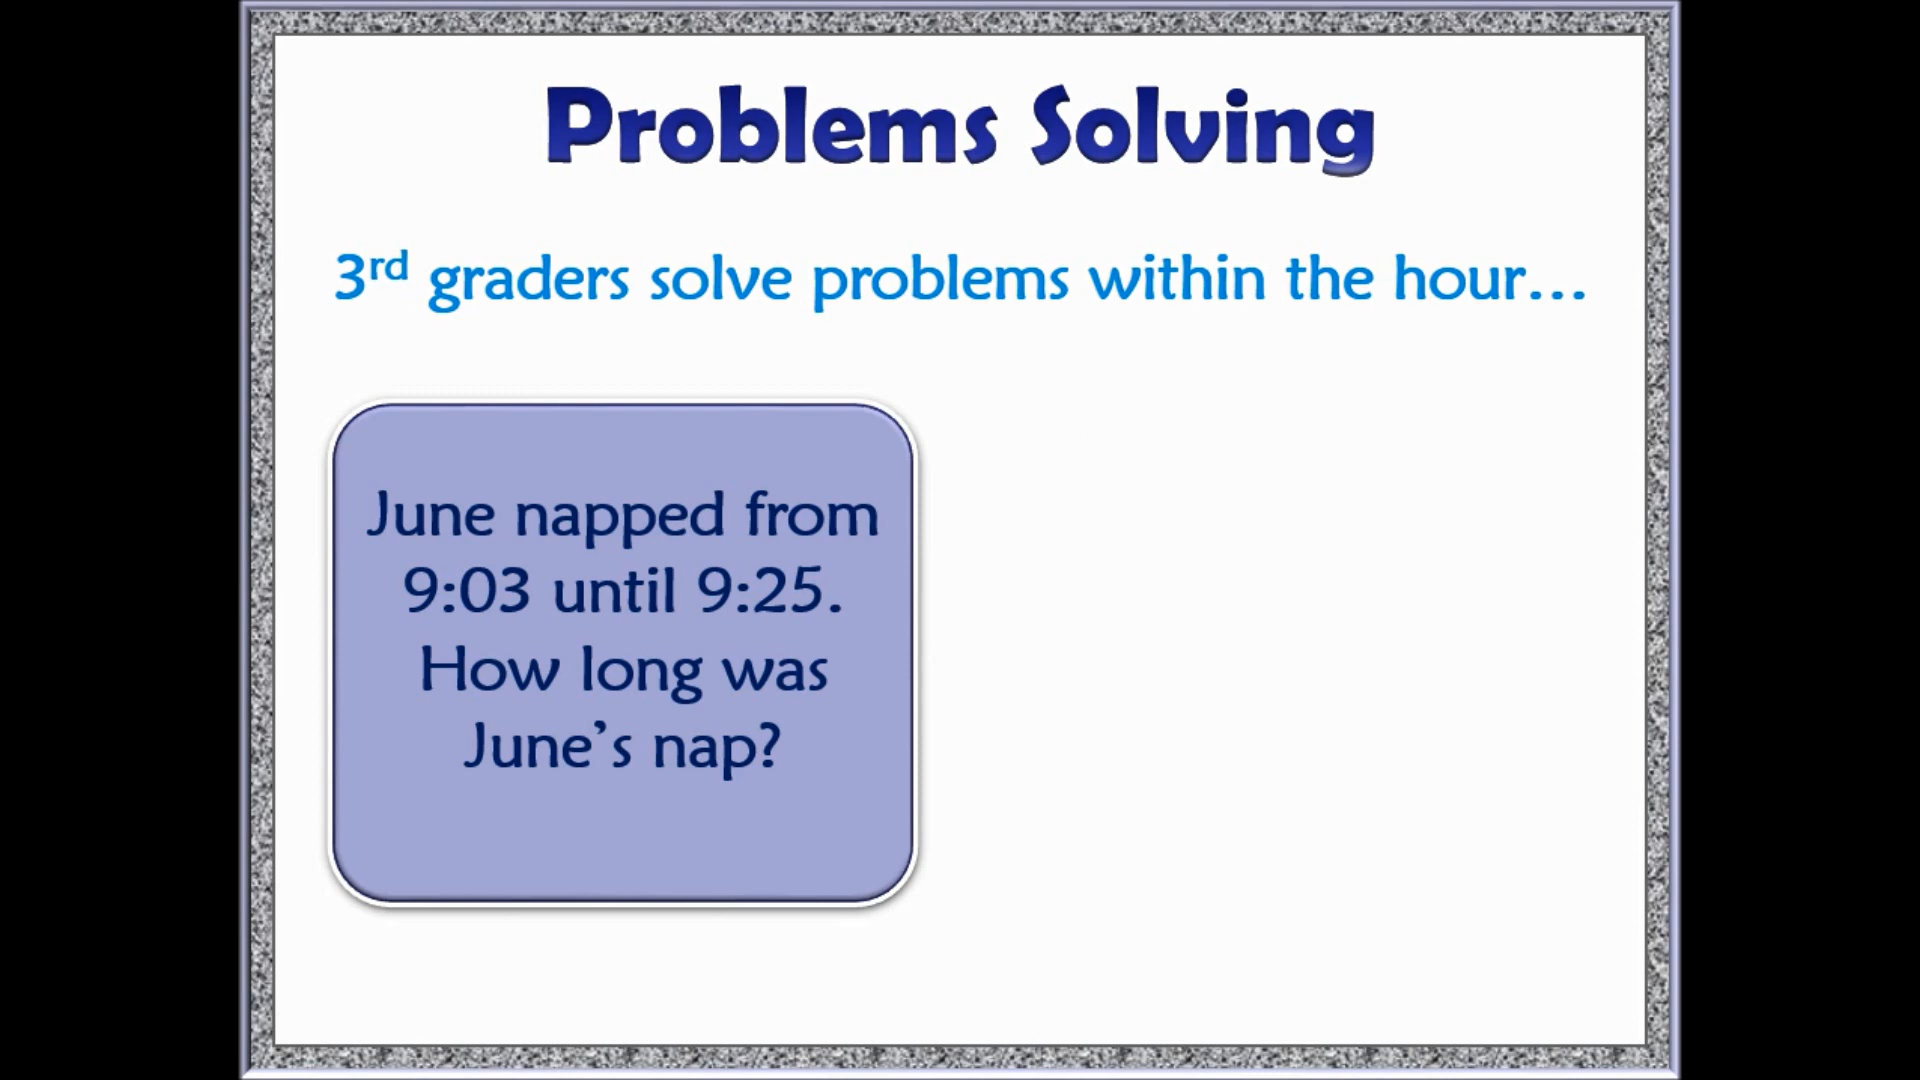 Problems Solving
3rd graders solve problems within the hour...
June napped from
9:03 until 9:25.
How long was
June's nap?